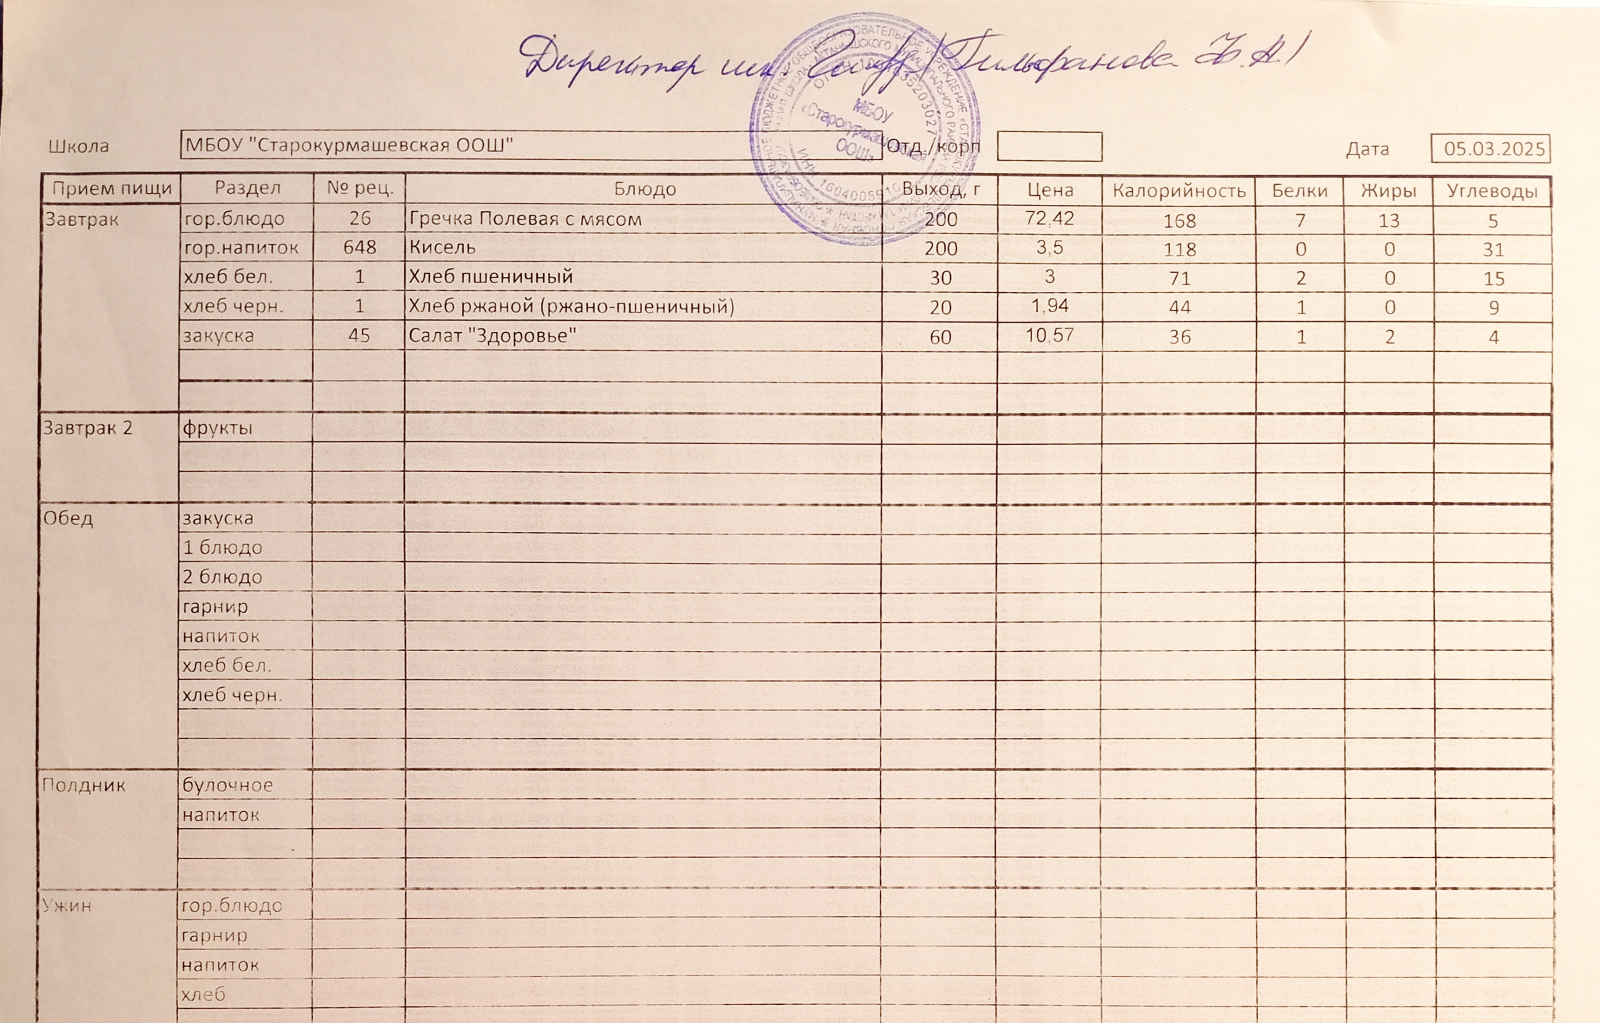 Директор шк. /Гильфанова
МБОУ
«Старокурмашевская
ООШ»
Школа МБОУ "Старокурмашевская ООШ" Отд./корп Дата 05.03.2025
Прием пищи Раздел № рец. Блюдо Выход, г Цена Калорийность Белки Жиры Углеводы
Завтрак гор.блюдо 26 Гречка Полевая с мясом 200 72,42 168 7 13 5
гор.напиток 648 Кисель 200 3,5 118 0 0 31
хлеб бел. 1 Хлеб пшеничный 30 3 71 2 0 15
хлеб черн. 1 Хлеб ржаной (ржано-пшеничный) 20 1,94 44 1 0 9
закуска 45 Салат "Здоровье" 60 10,57 36 1 2 4
Завтрак 2 фрукты
Обед закуска
1 блюдо
2 блюдо
гарнир
напиток
хлеб бел.
хлеб черн.
Полдник булочное
напиток
Ужин гор.блюдо
гарнир
напиток
хлеб